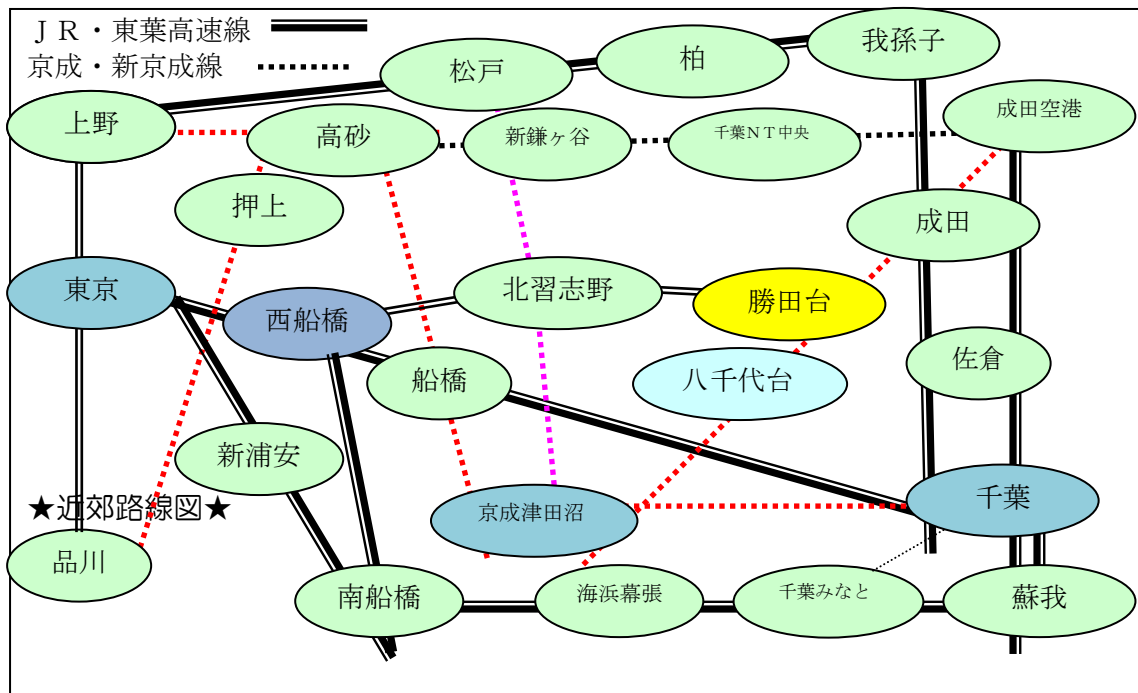 ＪＲ・東葉高速線
京成・新京成線
我孫子
柏
松戸
上野
高砂
新鎌ヶ谷
千葉ＮＴ中央
成田空港
押上
成田
東京
西船橋
北習志野
勝田台
船橋
八千代台
佐倉
新浦安
★近郊路線図★
京成津田沼
千葉
品川
南船橋
海浜幕張
千葉みなと
蘇我